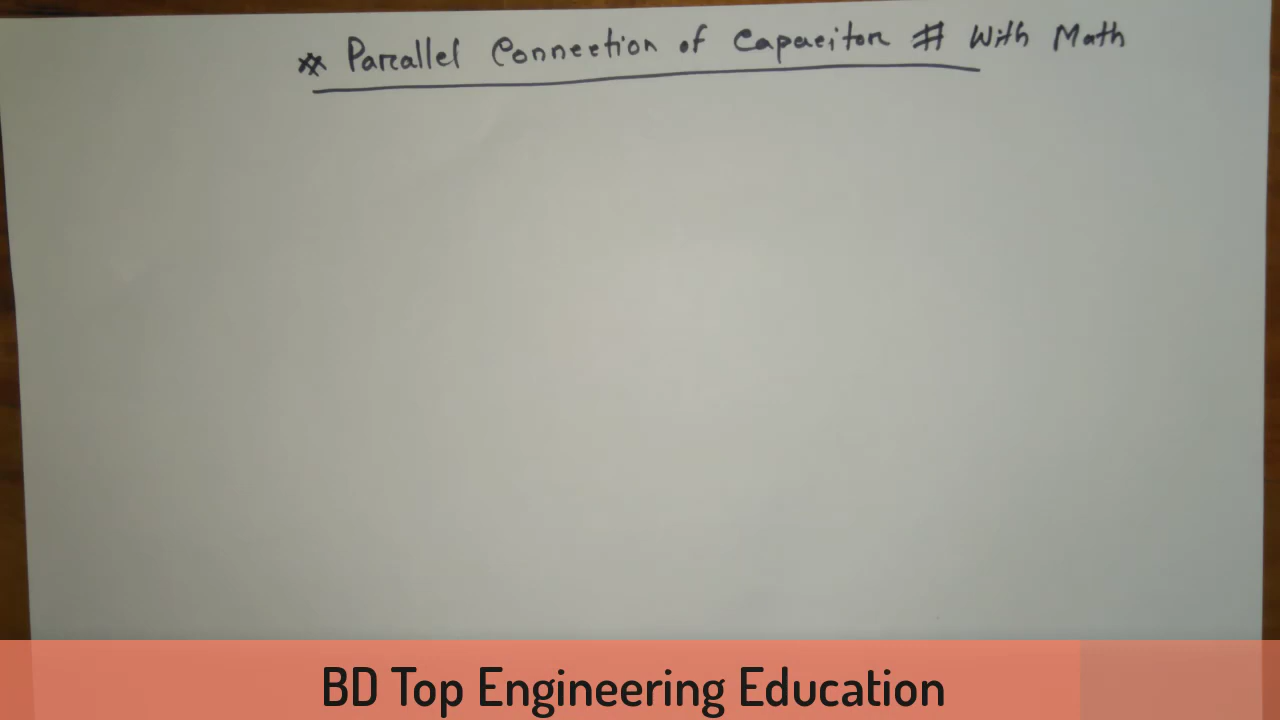 ** Parallel Connection of Capacitor # With Math
BD Top Engineering Education